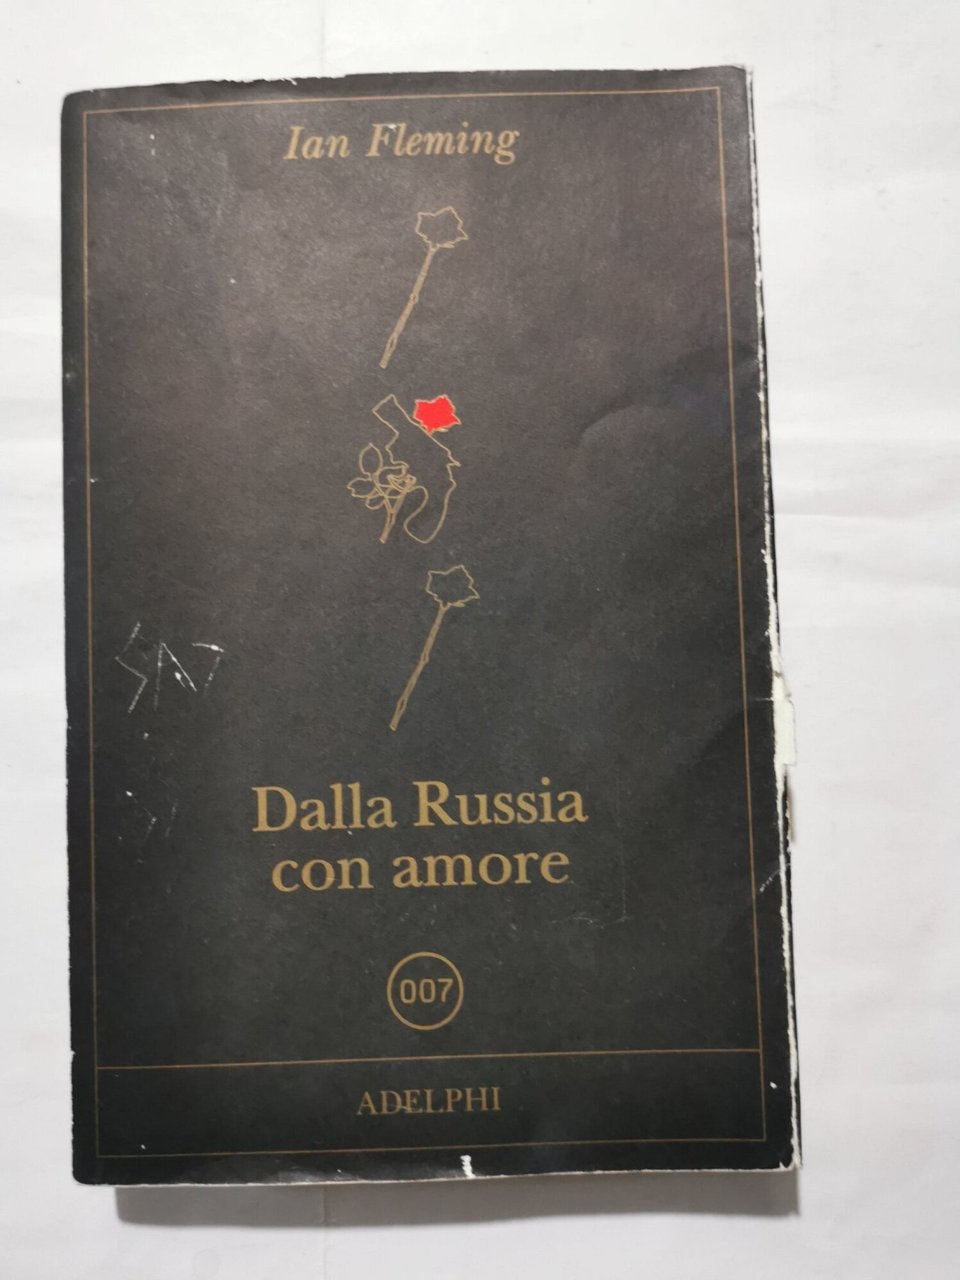 Ian Fleming
Dalla Russia
con amore
007
ADELPHI